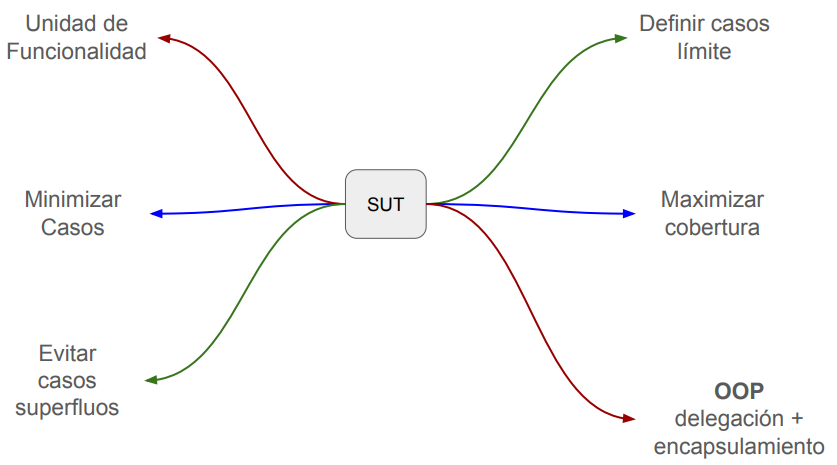 Unidad de
Funcionalidad
Definir casos
límite
Minimizar
Casos
SUT
Maximizar
cobertura
Evitar
casos
superfluos
OOP
delegación +
encapsulamiento